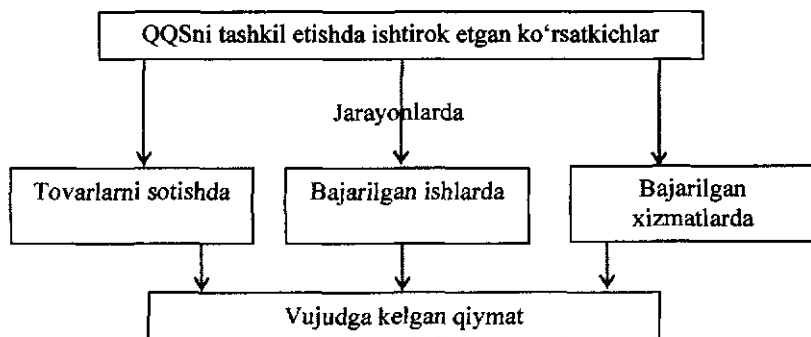 QQSni tashkil etishda ishtirok etgan ko‘rsatkichlar
Jarayonlarda
Tovarlarni sotishda
Bajarilgan ishlarda
Bajarilgan
xizmatlarda
Vujudga kelgan qiymat